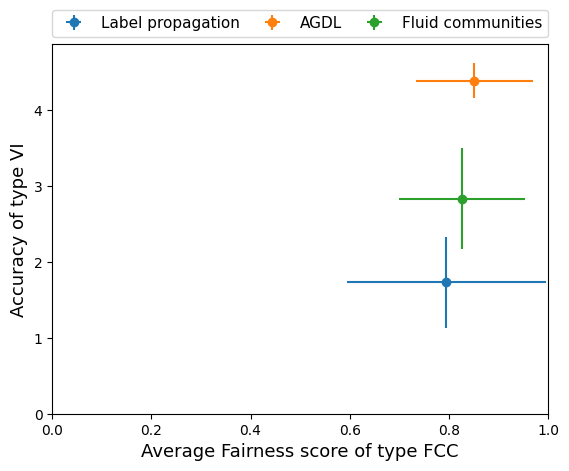 Label propagation AGDL Fluid communities
Accuracy of type VI
4
3
2
1
0
0.0 0.2 0.4 0.6 0.8 1.0
Average Fairness score of type FCC